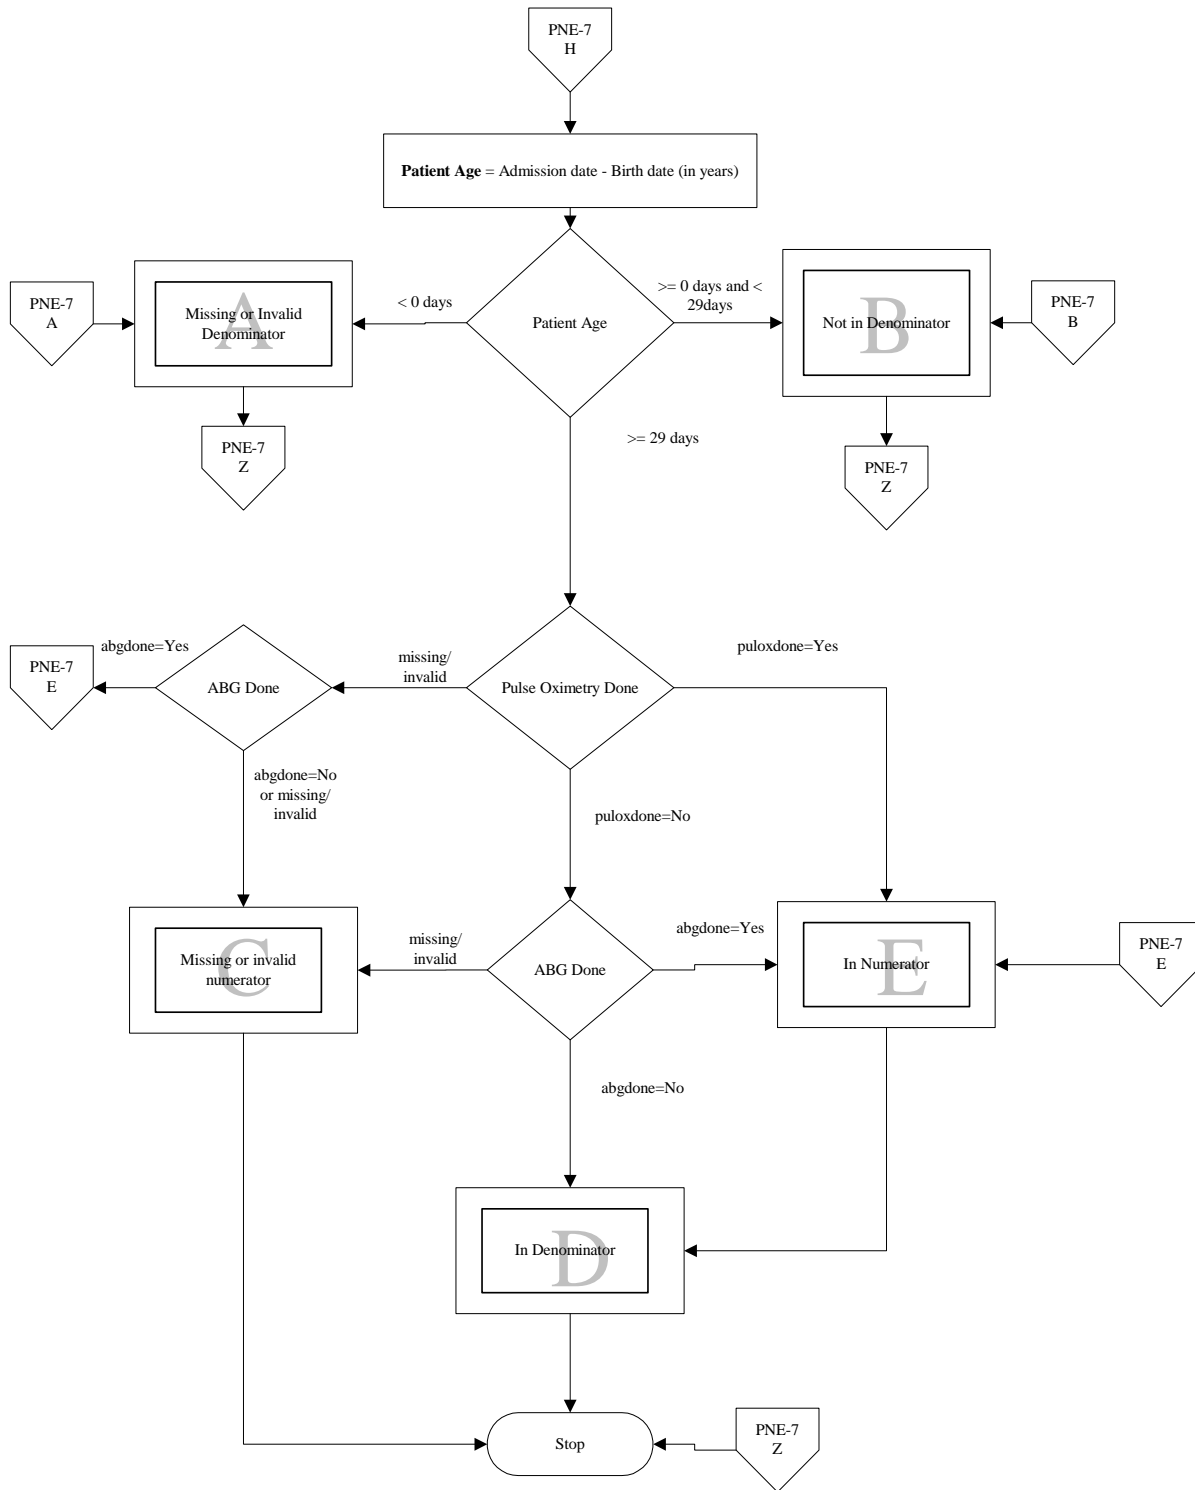 PNE-7
H
Patient Age = Admission date - Birth date (in years)
PNE-7
A
A
Missing or Invalid
Denominator
< 0 days
Patient Age
>= 0 days and <
29days
B
Not in Denominator
PNE-7
B
PNE-7
Z
>= 29 days
PNE-7
Z
PNE-7
E
abgdone=Yes
ABG Done
missing/
invalid
Pulse Oximetry Done
puloxdone=Yes
abgdone=No
or missing/
invalid
puloxdone=No
C
Missing or invalid
numerator
missing/
invalid
ABG Done
abgdone=Yes
E
In Numerator
PNE-7
E
abgdone=No
D
In Denominator
Stop
PNE-7
Z